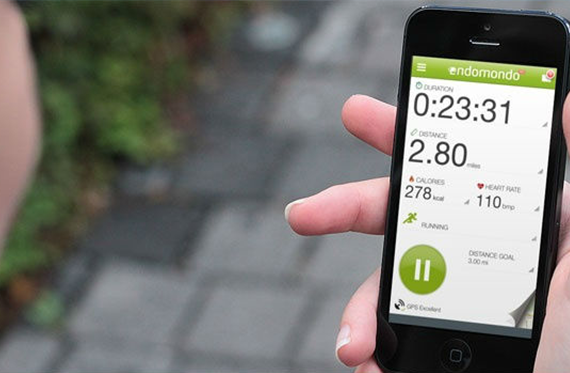 endomondo
DURATION
0:23:31
DISTANCE
2.80 miles
CALORIES
278 kcal
HEART RATE
110 bmp
RUNNING
DISTANCE GOAL
3.00 mi
GPS Excellent